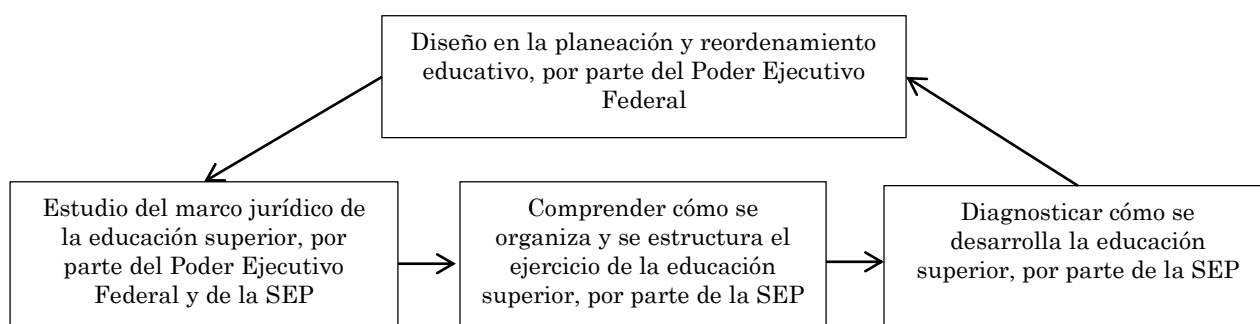 Diseño en la planeación y reordenamiento
educativo, por parte del Poder Ejecutivo
Federal
Estudio del marco jurídico de
la educación superior, por
parte del Poder Ejecutivo
Federal y de la SEP
Comprender cómo se
organiza y se estructura el
ejercicio de la educación
superior, por parte de la SEP
Diagnosticar cómo se
desarrolla la educación
superior, por parte de la SEP